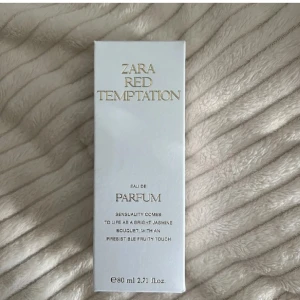 ZARA
RED
TEMPTATION
EAU DE
PARFUM
SENSUALITY COMES
TO LIFE AS A BRIGHT JASMINE
BOUQUET WITH AN
IRRESISTIBLE FRUITY TOUCH
℮80 ml 2.71 fl.oz.